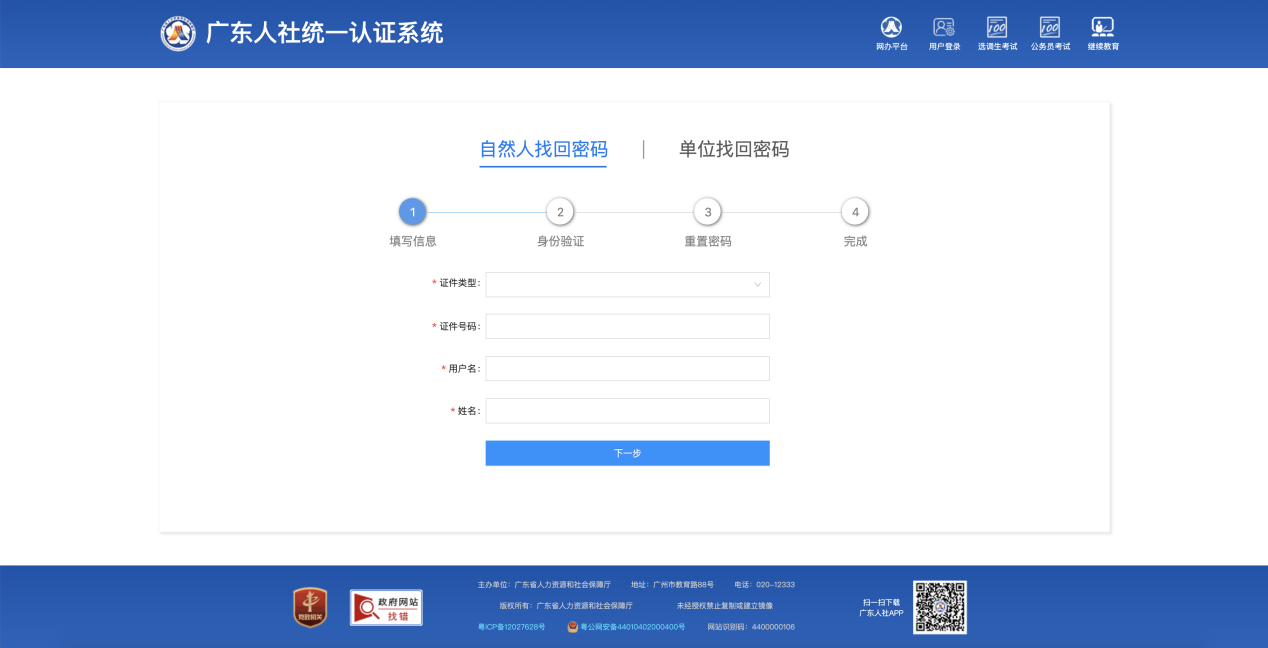 广东人社统一认证系统
网办平台
用户登录
选调生考试
公务员考试
继续教育
自然人找回密码 | 单位找回密码
1 2 3 4
填写信息 身份验证 重置密码 完成
* 证件类型:
* 证件号码:
* 用户名:
* 姓名:
下一步
党政机关
政府网站
找错
主办单位：广东省人力资源和社会保障厅 地址：广州市教育路88号 电话：020-12333
版权所有：广东省人力资源和社会保障厅 未经授权禁止复制或建立镜像
粤ICP备12027628号 粤公网安备44010402000400号 网站识别码：4400000106
扫一扫下载
广东人社APP